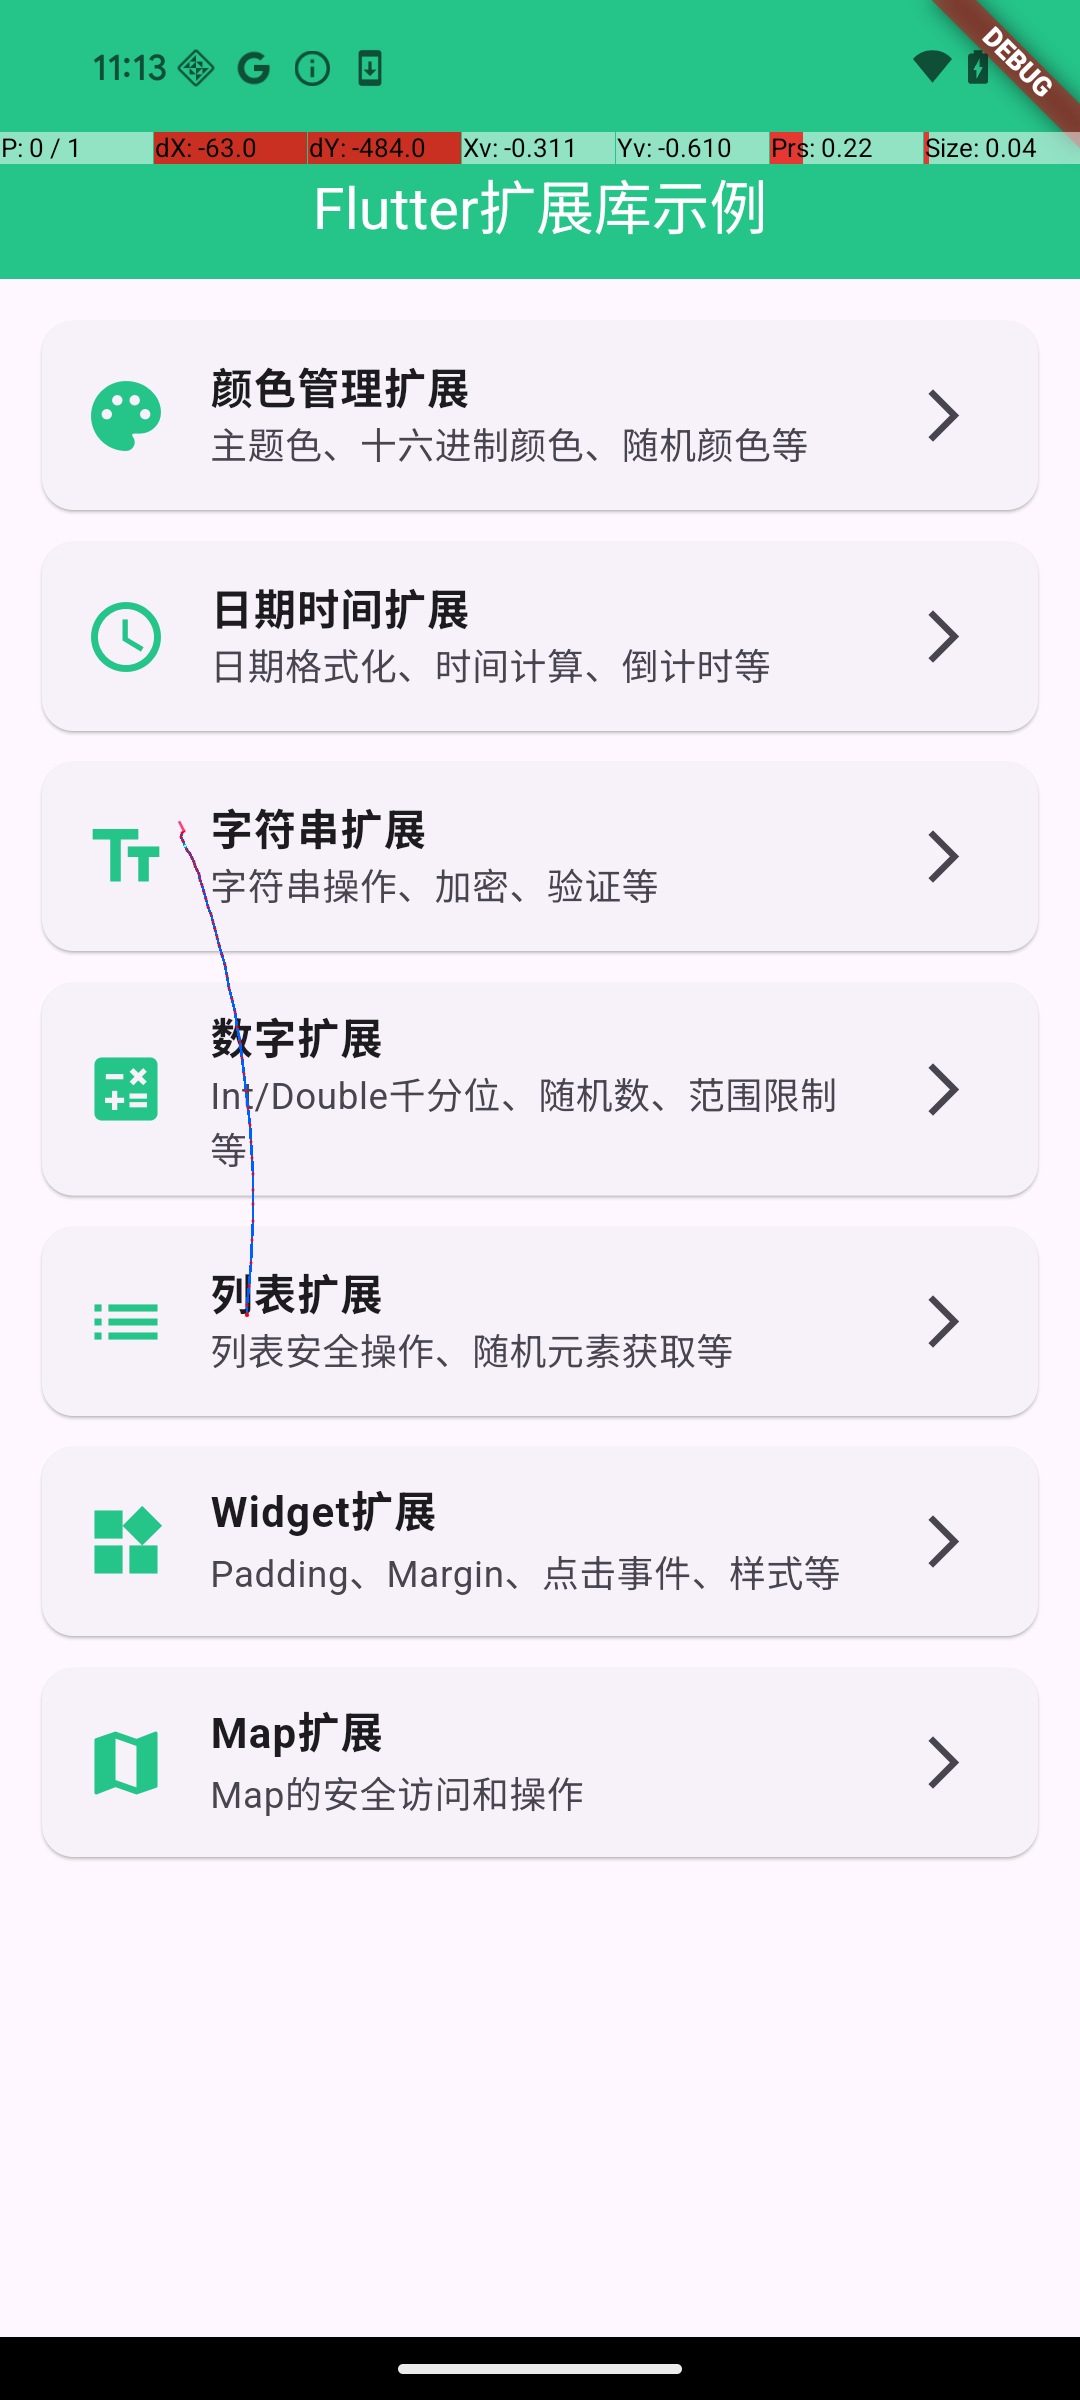 11:13
DEBUG
P: 0 / 1 dX: -63.0 dY: -484.0 Xv: -0.311 Yv: -0.610 Prs: 0.22 Size: 0.04
Flutter扩展库示例
颜色管理扩展
主题色、十六进制颜色、随机颜色等
日期时间扩展
日期格式化、时间计算、倒计时等
字符串扩展
字符串操作、加密、验证等
数字扩展
Int/Double千分位、随机数、范围限制
等
列表扩展
列表安全操作、随机元素获取等
Widget扩展
Padding、Margin、点击事件、样式等
Map扩展
Map的安全访问和操作